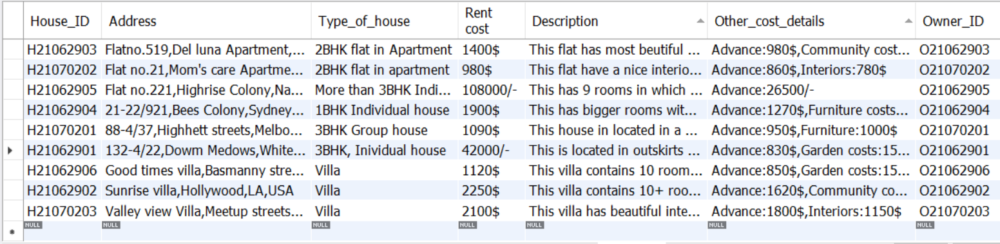 House_ID Address Type_of_house Rent cost Description Other_cost_details Owner_ID
H21062903 Flatno.519,Del luna Apartment,... 2BHK flat in Apartment 1400$ This flat has most beutiful ... Advance:980$,Community cost... O21062903
H21070202 Flat no.21,Mom's care Apartme... 2BHK flat in apartment 980$ This flat have a nice interio... Advance:860$,Interiors:780$ O21070202
H21062905 Flat no.221,Highrise Colony,Na... More than 3BHK Indi... 108000/- This has 9 rooms in which ... Advance:26500/- O21062905
H21062904 21-22/921,Bees Colony,Sydney... 1BHK Individual house 1900$ This has bigger rooms wit... Advance:1270$,Furniture costs... O21062904
H21070201 88-4/37,Highhett streets,Melbo... 3BHK Group house 1090$ This house in located in a ... Advance:950$,Furniture:1000$ O21070201
H21062901 132-4/22,Dowm Medows,White... 3BHK, Inividual house 42000/- This is located in outskirts ... Advance:830$,Garden costs:15... O21062901
H21062906 Good times villa,Basmanny stre... Villa 1120$ This villa contains 10 room... Advance:850$,Garden costs:15... O21062906
H21062902 Sunrise villa,Hollywood,LA,USA Villa 2250$ This villa contains 10+ roo... Advance:1620$,Community co... O21062902
H21070203 Valley view Villa,Meetup streets... Villa 2100$ This villa has beautiful inte... Advance:1800$,Interiors:1150$ O21070203
NULL NULL NULL NULL NULL NULL NULL